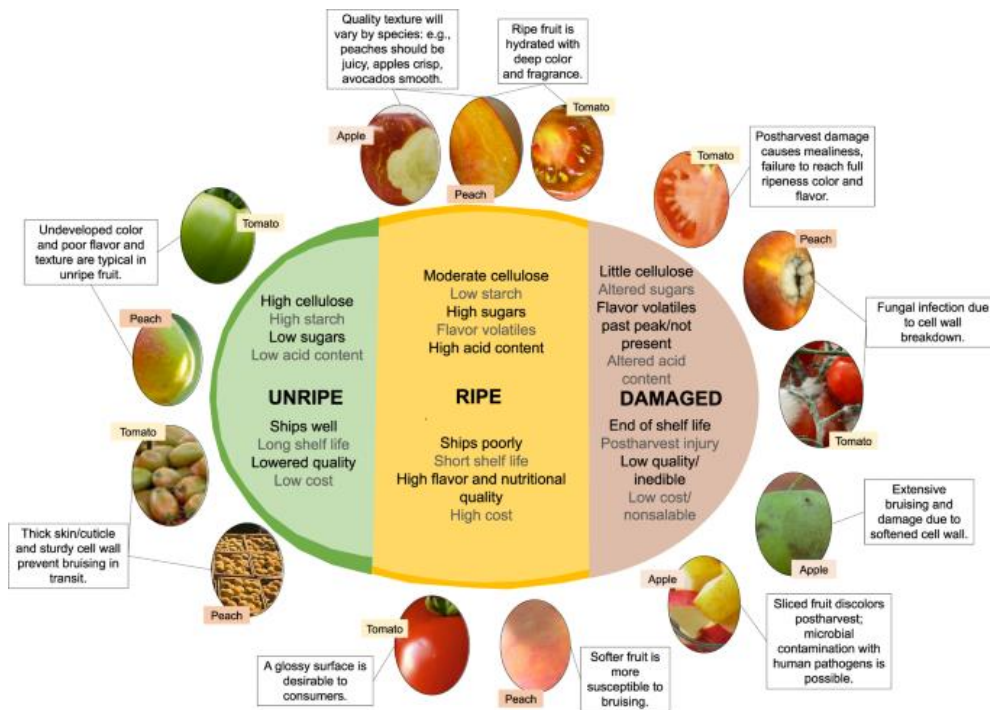 Quality texture will
vary by species: e.g.,
peaches should be
juicy, apples crisp,
avocados smooth.
Ripe fruit is
hydrated with
deep color
and fragrance.
Apple
Peach
Tomato
Tomato
Postharvest damage
causes mealiness,
failure to reach full
ripeness color and
flavor.
Undeveloped color
and poor flavor and
texture are typical in
unripe fruit.
Tomato
Peach
Peach
Fungal infection due
to cell wall
breakdown.
Tomato
High cellulose
High starch
Low sugars
Low acid content
UNRIPE
Ships well
Long shelf life
Lowered quality
Low cost
Moderate cellulose
Low starch
High sugars
Flavor volatiles
High acid content
RIPE
Ships poorly
Short shelf life
High flavor and nutritional
quality
High cost
Little cellulose
Altered sugars
Flavor volatiles
past peak/not
present
Altered acid
content
DAMAGED
End of shelf life
Postharvest injury
Low quality/
inedible
Low cost/
nonsalable
Tomato
Thick skin/cuticle
and sturdy cell wall
prevent bruising in
transit.
Peach
Extensive
bruising and
damage due to
softened cell wall.
Apple
Apple
Sliced fruit discolors
postharvest;
microbial
contamination with
human pathogens is
possible.
Tomato
A glossy surface is
desirable to
consumers.
Peach
Softer fruit is
more
susceptible to
bruising.